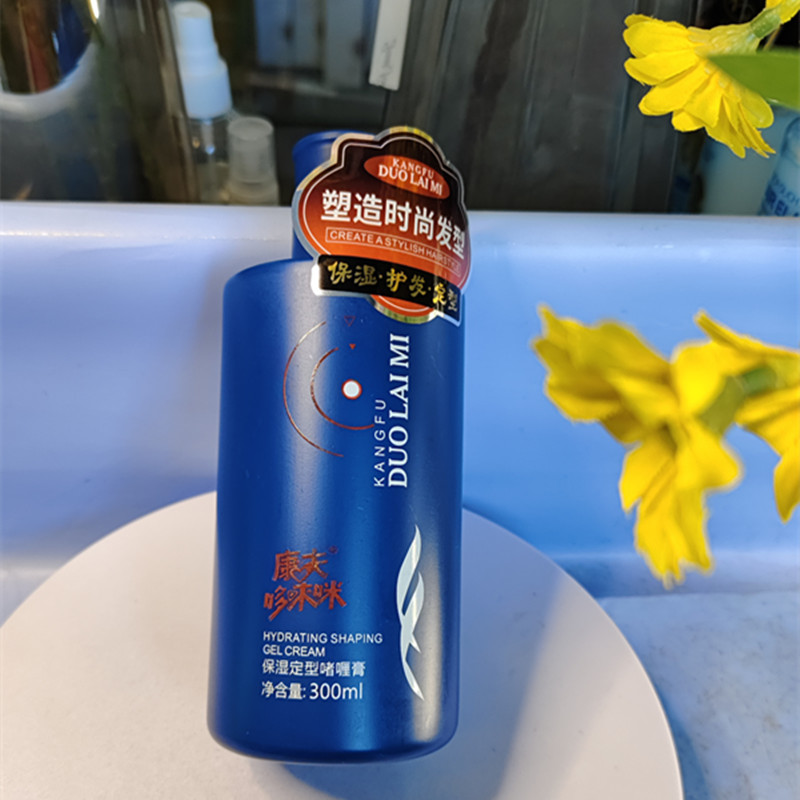 KANGFU
DUO LAI MI
塑造时尚发型
CREATE A STYLISH HAIRSTYLE
保湿·护发·定型
KANGFU
DUO LAI MI
康夫
哆来咪
HYDRATING SHAPING
GEL CREAM
保湿定型啫喱膏
净含量: 300ml